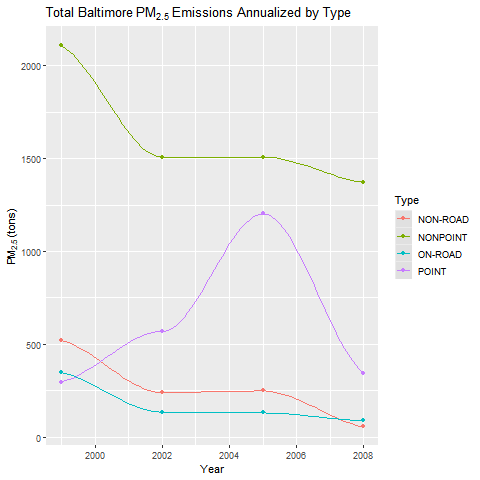 Total Baltimore PM2.5 Emissions Annualized by Type
PM2.5 (tons)
2000
1500
1000
500
0
2000
2002
2004
2006
2008
Year
Type
NON-ROAD
NONPOINT
ON-ROAD
POINT